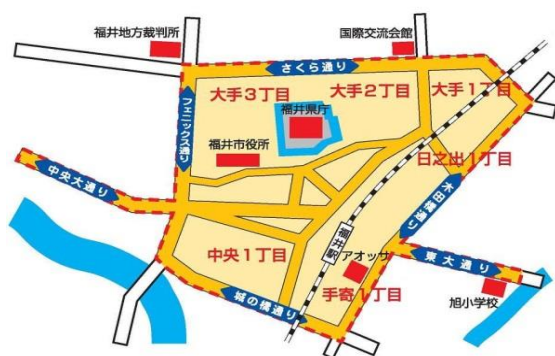 福井地方裁判所
国際交流会館
さくら通り
大手3丁目
大手2丁目
大手1丁目
フェニックス通り
福井県庁
福井市役所
日之出1丁目
中央大通り
木田橋通り
福井駅
中央1丁目
アオッサ
東大通り
手寄1丁目
城の橋通り
旭小学校